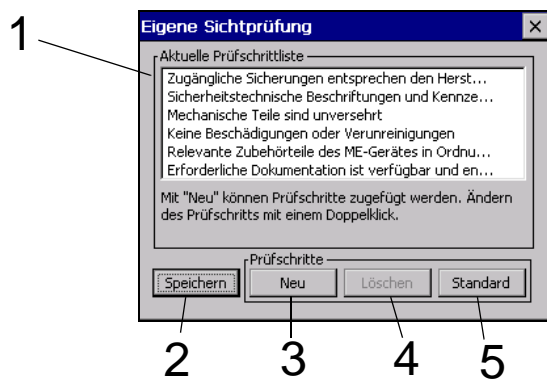 1
Eigene Sichtprüfung
Aktuelle Prüfschrittliste
Zugängliche Sicherungen entsprechen den Herst...
Sicherheitstechnische Beschriftungen und Kennze...
Mechanische Teile sind unversehrt
Keine Beschädigungen oder Verunreinigungen
Relevante Zubehörteile des ME-Gerätes in Ordnu...
Erforderliche Dokumentation ist verfügbar und en...
Mit "Neu" können Prüfschritte zugefügt werden. Ändern
des Prüfschritts mit einem Doppelklick.
Prüfschritte
Speichern Neu Löschen Standard
2 3 4 5